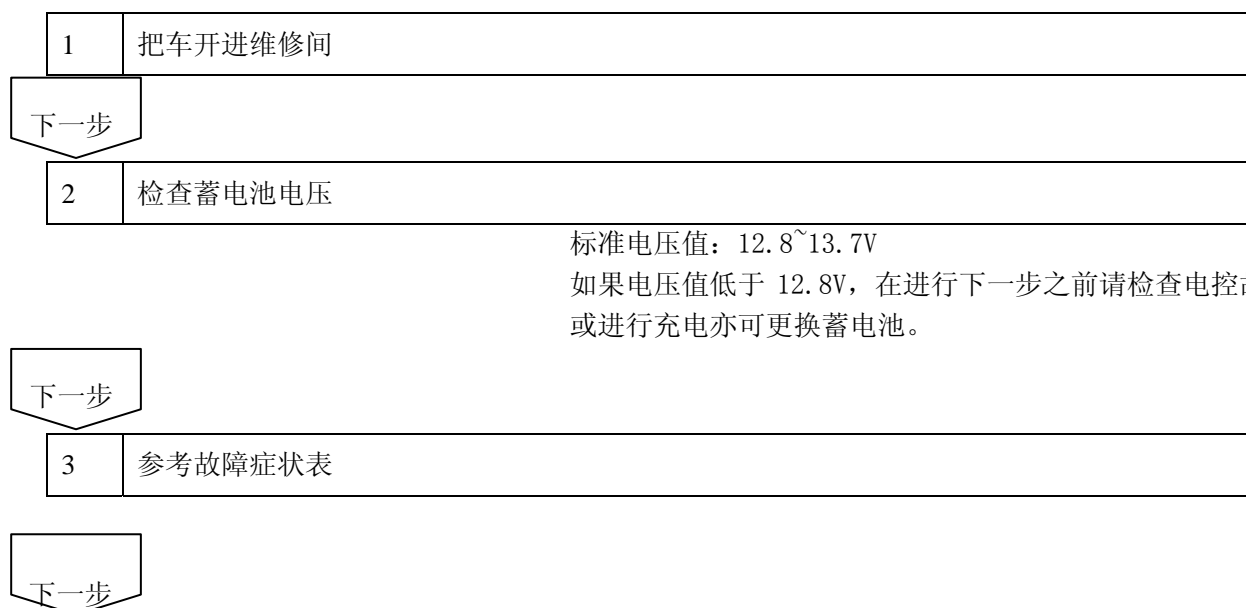 1 把车开进维修间
下一步
2 检查蓄电池电压
标准电压值：12.8~13.7V
如果电压值低于 12.8V，在进行下一步之前请检查电控
或进行充电亦可更换蓄电池。
下一步
3 参考故障症状表
下一步